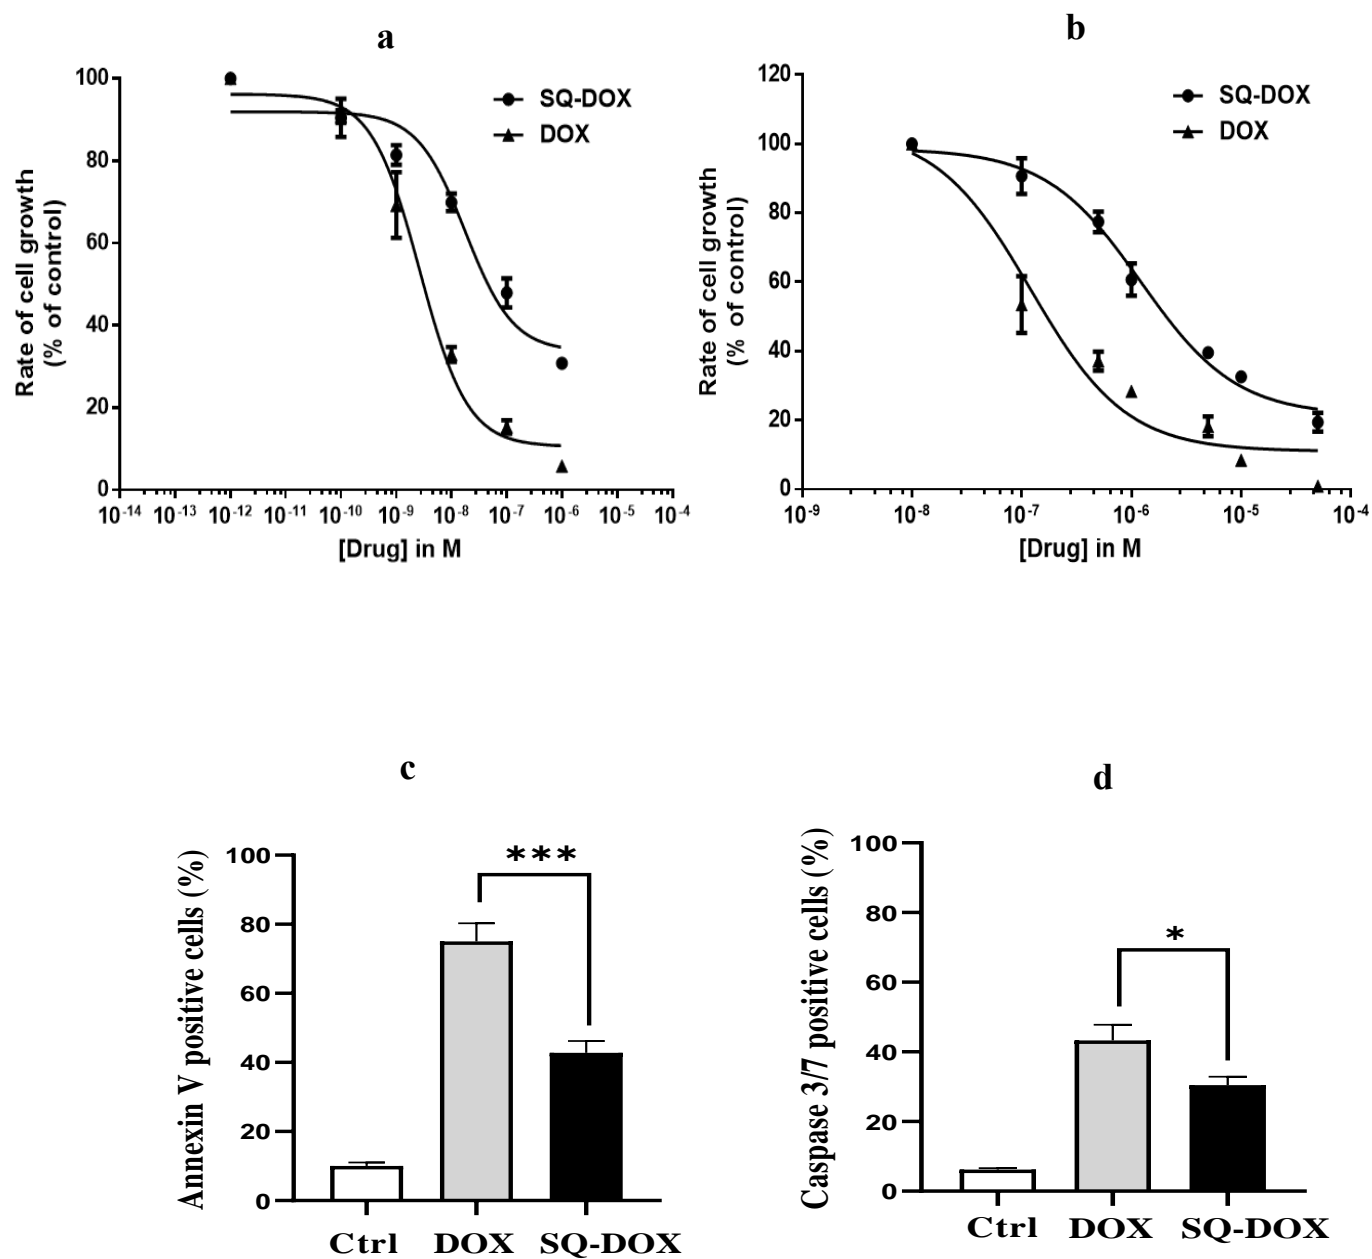 a
100
80
60
40
20
0
Rate of cell growth
(% of control)
SQ-DOX
DOX
10-14 10-13 10-12 10-11 10-10 10-9 10-8 10-7 10-6 10-5 10-4
[Drug] in M
b
120
100
80
60
40
20
0
Rate of cell growth
(% of control)
SQ-DOX
DOX
10-9 10-8 10-7 10-6 10-5 10-4
[Drug] in M
c
100
80
60
40
20
0
Annexin V positive cells (%)
***
Ctrl DOX SQ-DOX
d
100
80
60
40
20
0
Caspase 3/7 positive cells (%)
*
Ctrl DOX SQ-DOX